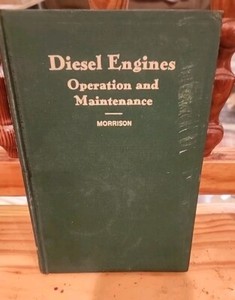 Diesel Engines
Operation and
Maintenance
MORRISON